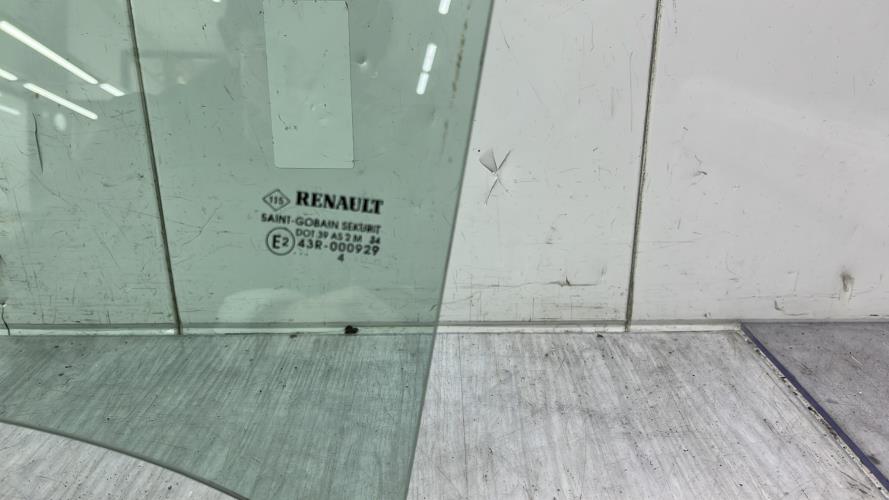 115 RENAULT
SAINT-GOBAIN SEKURIT
DOT 39 AS 2 M 34
E2 43R-000929
4